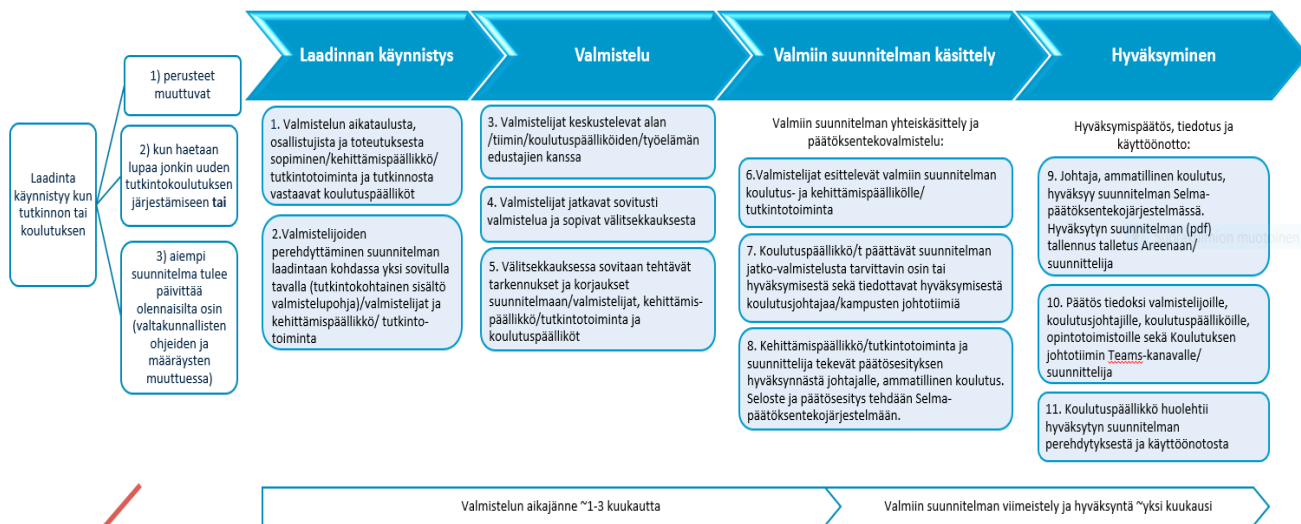 Laadinnan käynnistys
Valmistelu
Valmiin suunnitelman käsittely
Hyväksyminen
Laadinta
käynnistyy kun
tutkinnon tai
koulutuksen
1) perusteet
muuttuvat
2) kun haetaan
lupaa jonkin uuden
tutkintokoulutuksen
järjestämiseen tai
3) aiempi
suunnitelma tulee
päivittää
olennaisilta osin
(valtakunnallisten
ohjeiden ja
määräysten
muuttuessa)
1. Valmistelun aikataulusta,
osallistujista ja toteutuksesta
sopiminen/kehittämispäällikkö/
tutkintotoiminta ja tutkinnosta
vastaavat koulutuspälliköt
2.Valmistelijoiden
perehdyttäminen suunnitelman
laadintaan kohdassa yksi sovitulla
tavalla (tutkintokohtainen sisältö
valmistelupohja)/valmistelijat ja
kehittämispäällikkö/ tutkinto-
toiminta
3. Valmistelijat keskustelevat alan
/tiimin/koulutuspäälliköiden/työelämän
edustajien kanssa
4. Valmistelijat jatkavat sovitusti
valmistelua ja sopivat välitsekkauksesta
5. Välitsekkauksessa sovitaan tehtävät
tarkennukset ja korjaukset
suunnitelmaan/valmistelijat, kehittämis-
päällikkö/tutkintotoiminta ja
koulutuspäälliköt
Valmiin suunnitelman yhteiskäsittely ja
päätöksentekovalmistelu:
6.Valmistelijat esittelevät valmiin suunnitelman
koulutus- ja kehittämispäällikölle/
tutkintotoiminta
7. Koulutuspäällikö/t päättävät suunnitelman
jatko-valmistelusta tarvittavin osin tai
hyväksymisestä sekä tiedottavat hyväksymisestä
koulutusjohtajaa/kampusten johtotiimiä
8. Kehittämispäällikkö/tutkintotoiminta ja
suunnittelija tekevät päätösesityksen
hyväksynnästä johtajalle, ammatillinen koulutus.
Seloste ja päätösesitys tehdään Selma-
päätöksentekojärjestelmään.
Hyväksymispäätös, tiedotus ja
käyttöönotto:
9. Johtaja, ammatillinen koulutus,
hyväksyy suunnitelman Selma-
päätöksentekojärjestelmässä.
Hyväksytyn suunnitelman (pdf)
tallennus talletus Areenaan/
suunnittelija
muotoinen
10. Päätös tiedoksi valmistelijoille,
koulutusjohtajille, koulutuspäälliköille,
opintotoimistoille sekä Koulutuksen
johtotiimin Teams-kanavalle/
suunnittelija
11. Koulutuspäällikkö huolehtii
hyväksytyn suunnitelman
perehdytyksestä ja käyttöönotosta
Valmistelun aikajänne ~1-3 kuukautta
Valmiin suunnitelman viimeistely ja hyväksyntä ~yksi kuukausi